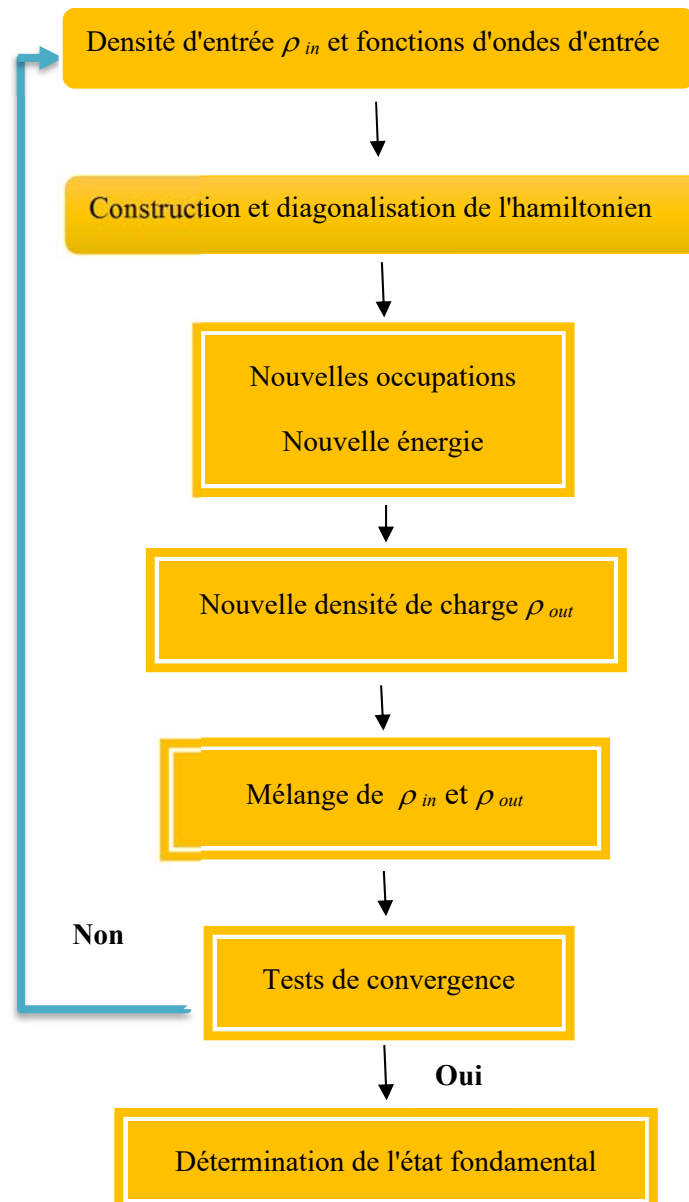 Densité d'entrée ρ in et fonctions d'ondes d'entrée
Construction et diagonalisation de l'hamiltonien
Nouvelles occupations
Nouvelle énergie
Nouvelle densité de charge ρ out
Mélange de ρ in et ρ out
Non
Tests de convergence
Oui
Détermination de l'état fondamental